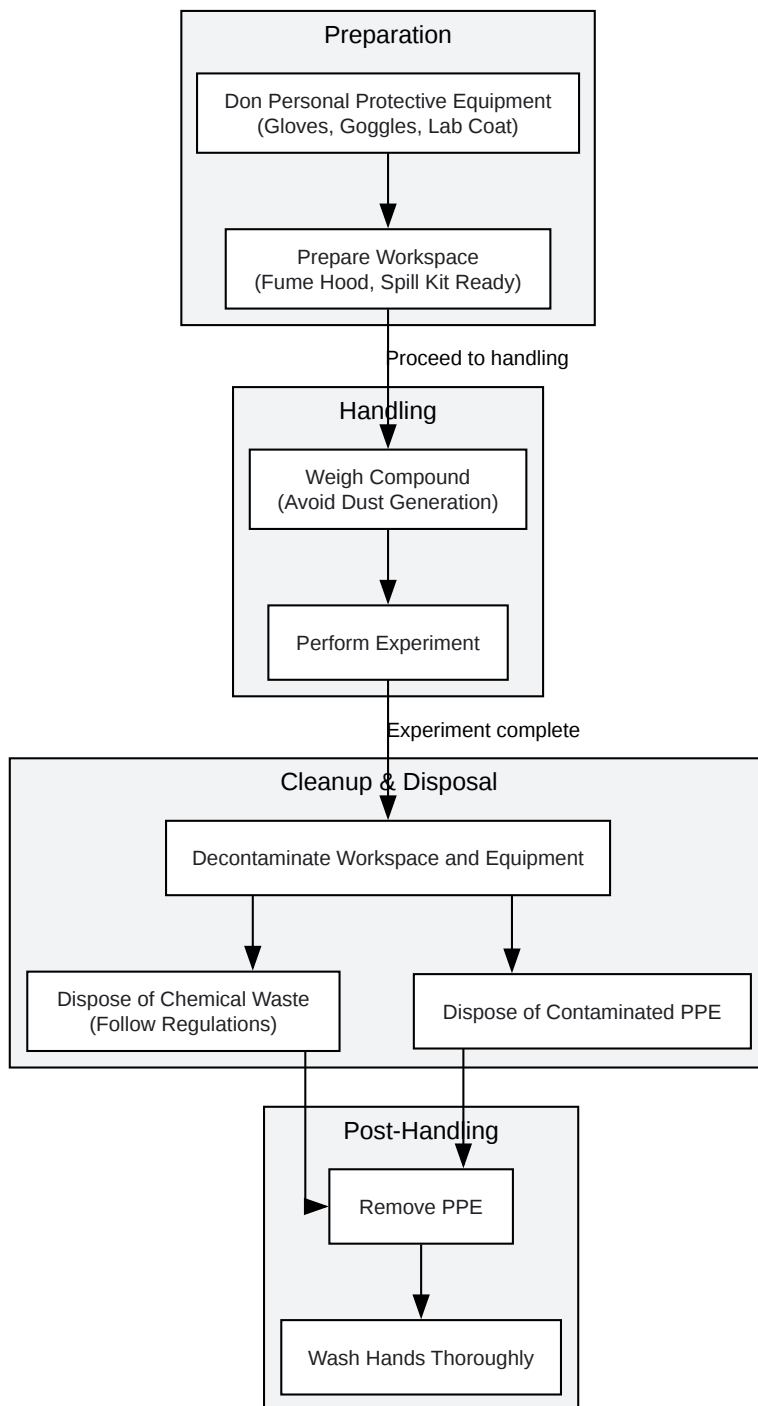 Preparation
Don Personal Protective Equipment
(Gloves, Goggles, Lab Coat)
Prepare Workspace
(Fume Hood, Spill Kit Ready)
Proceed to handling
Handling
Weigh Compound
(Avoid Dust Generation)
Perform Experiment
Experiment complete
Cleanup & Disposal
Decontaminate Workspace and Equipment
Dispose of Chemical Waste
(Follow Regulations)
Dispose of Contaminated PPE
Post-Handling
Remove PPE
Wash Hands Thoroughly